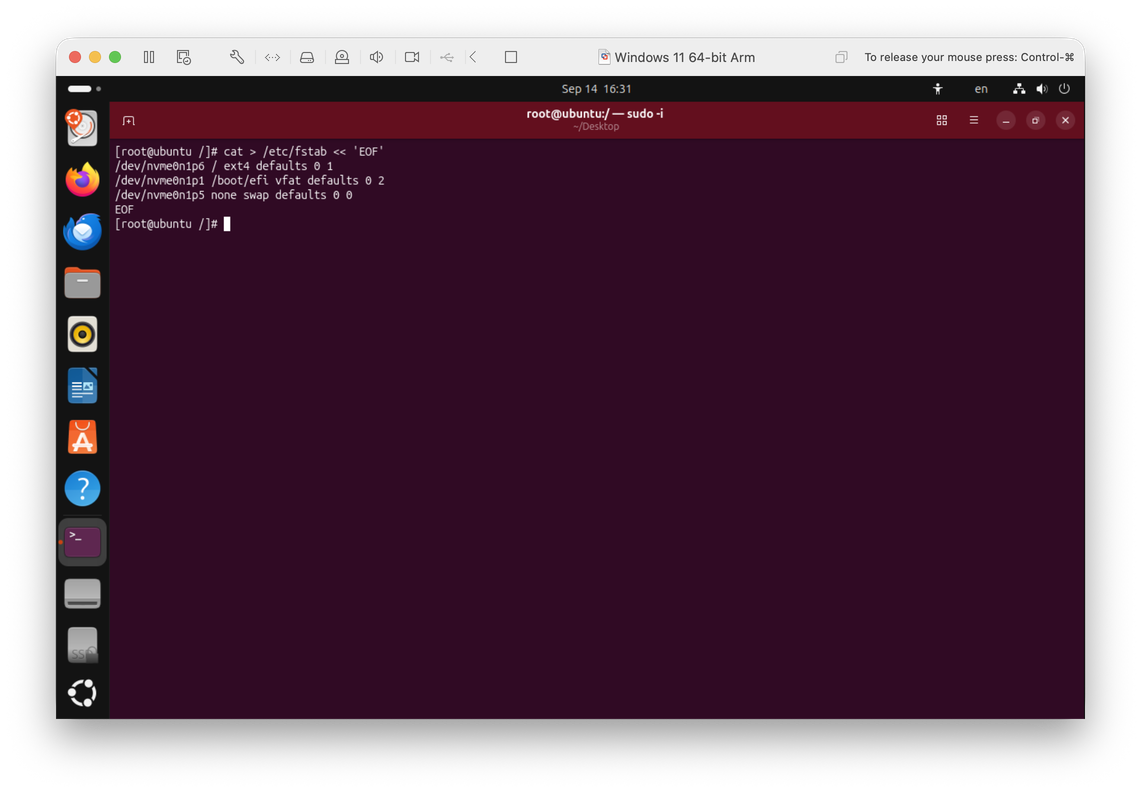 Windows 11 64-bit Arm
To release your mouse press: Control-⌘
Sep 14 16:31
en
root@ubuntu:/ — sudo -i
~/Desktop
[root@ubuntu /]# cat > /etc/fstab << 'EOF'
/dev/nvme0n1p6 / ext4 defaults 0 1
/dev/nvme0n1p1 /boot/efi vfat defaults 0 2
/dev/nvme0n1p5 none swap defaults 0 0
EOF
[root@ubuntu /]#